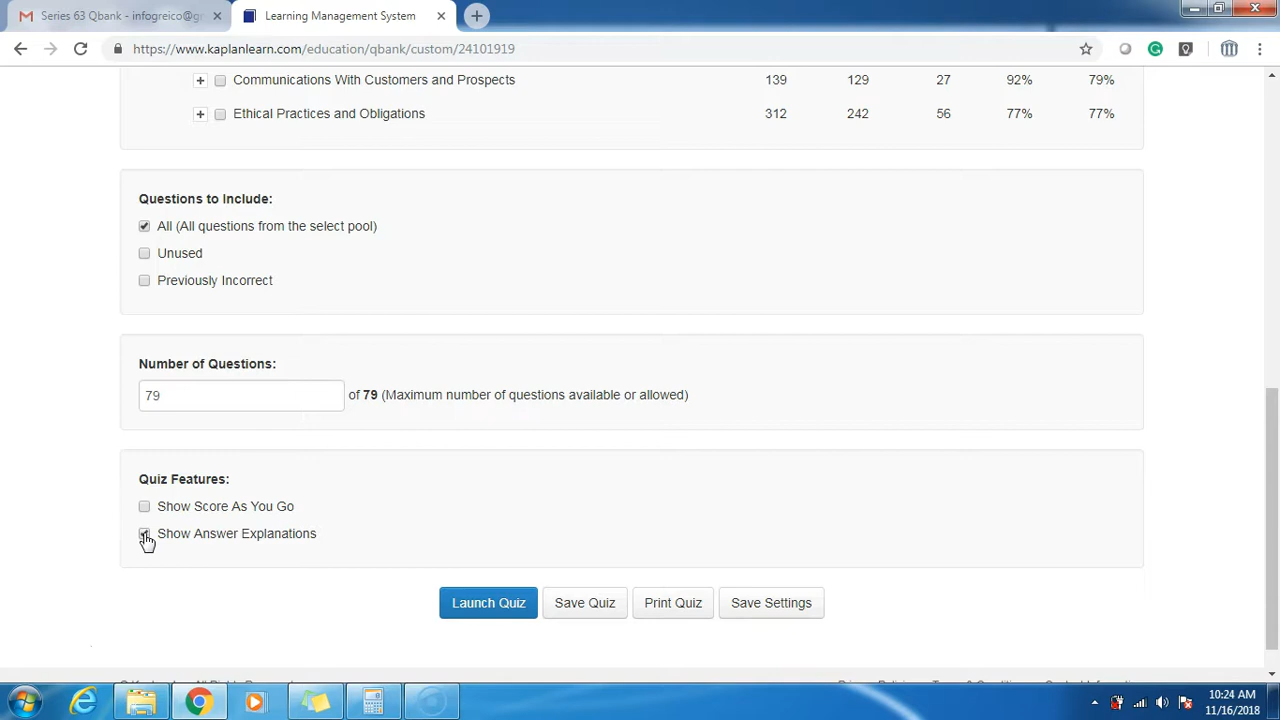 Series 63 Qbank - infogreico@g
Learning Management System
https://www.kaplanlearn.com/education/qbank/custom/24101919
Communications With Customers and Prospects 139 129 27 92% 79%
Ethical Practices and Obligations 312 242 56 77% 77%
Questions to Include:
All (All questions from the select pool)
Unused
Previously Incorrect
Number of Questions:
79 of 79 (Maximum number of questions available or allowed)
Quiz Features:
Show Score As You Go
Show Answer Explanations
Launch Quiz Save Quiz Print Quiz Save Settings
10:24 AM
11/16/2018